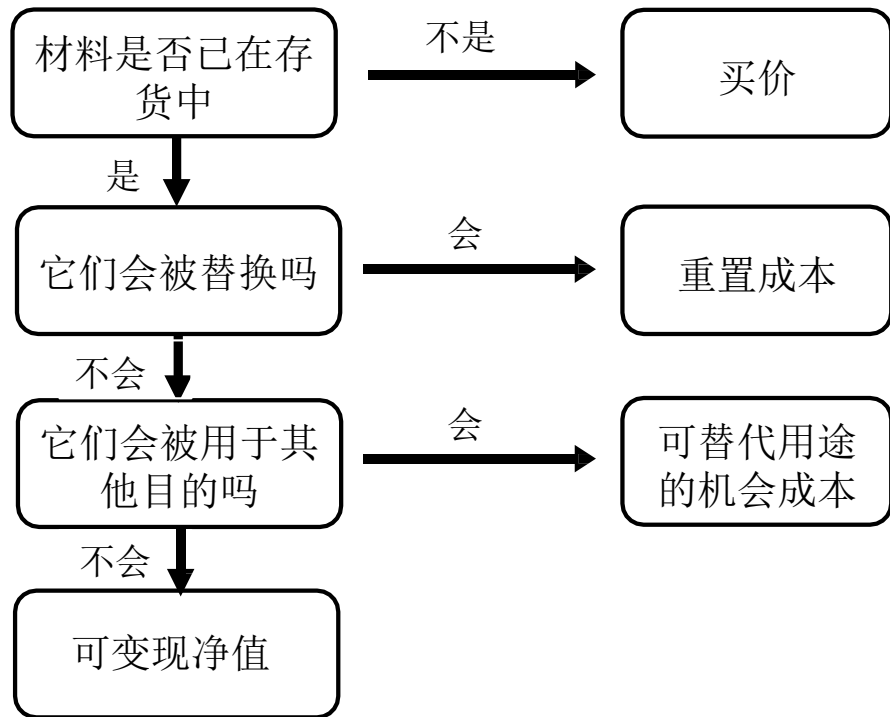 材料是否已在存
货中
不是
买价
是
它们会被替换吗
会
重置成本
不会
它们会被用于其
他目的吗
会
可替代用途
的机会成本
不会
可变现净值